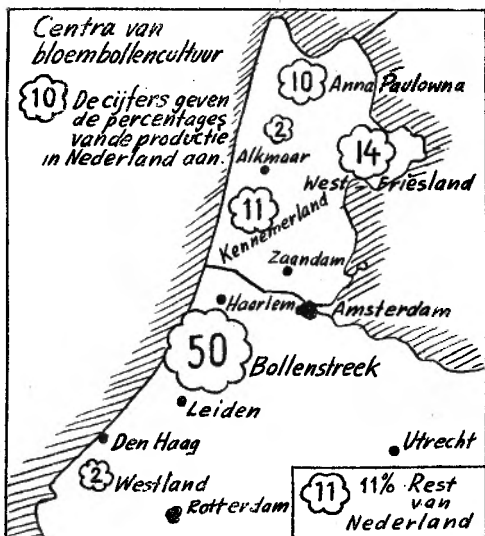 Centra van
bloembollencultuur
10 De cijfers geven
de percentages
van de productie
in Nederland aan.
10 Anna Paulowna
2
Alkmaar
14
West-Friesland
11
Kennemerland
Zaandam
Haarlem
Amsterdam
50
Bollenstreek
Leiden
Den Haag
Utrecht
2 Westland
Rotterdam
11 11% Rest
van
Nederland